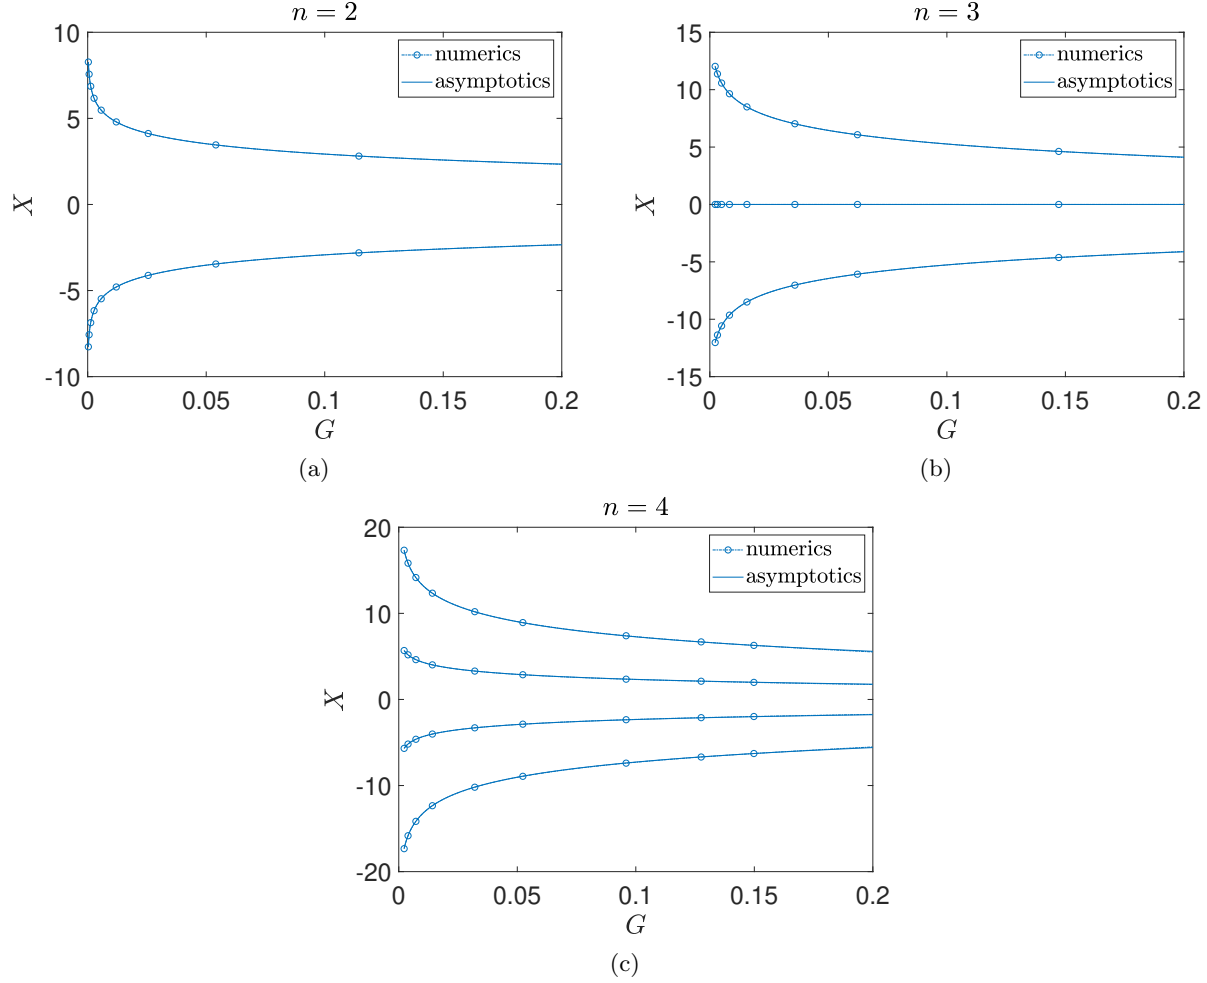 n = 2
numerics
asymptotics
10
5
0
-5
-10
X
0
0.05
0.1
0.15
0.2
G
(a)
n = 3
numerics
asymptotics
15
10
5
0
-5
-10
-15
X
0
0.05
0.1
0.15
0.2
G
(b)
n = 4
numerics
asymptotics
20
10
0
-10
-20
X
0
0.05
0.1
0.15
0.2
G
(c)